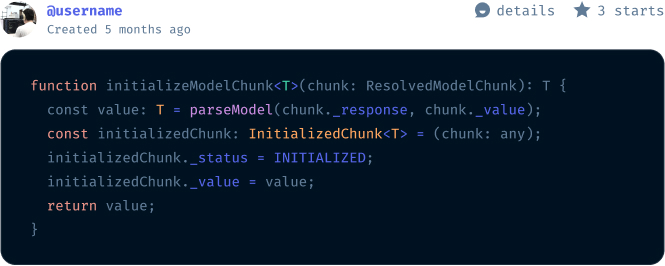 @username
details
3 starts
Created 5 months ago
function initializeModelChunk<T>(chunk: ResolvedModelChunk): T {
  const value: T = parseModel(chunk._response, chunk._value);
  const initializedChunk: InitializedChunk<T> = (chunk: any);
  initializedChunk._status = INITIALIZED;
  initializedChunk._value = value;
  return value;
}